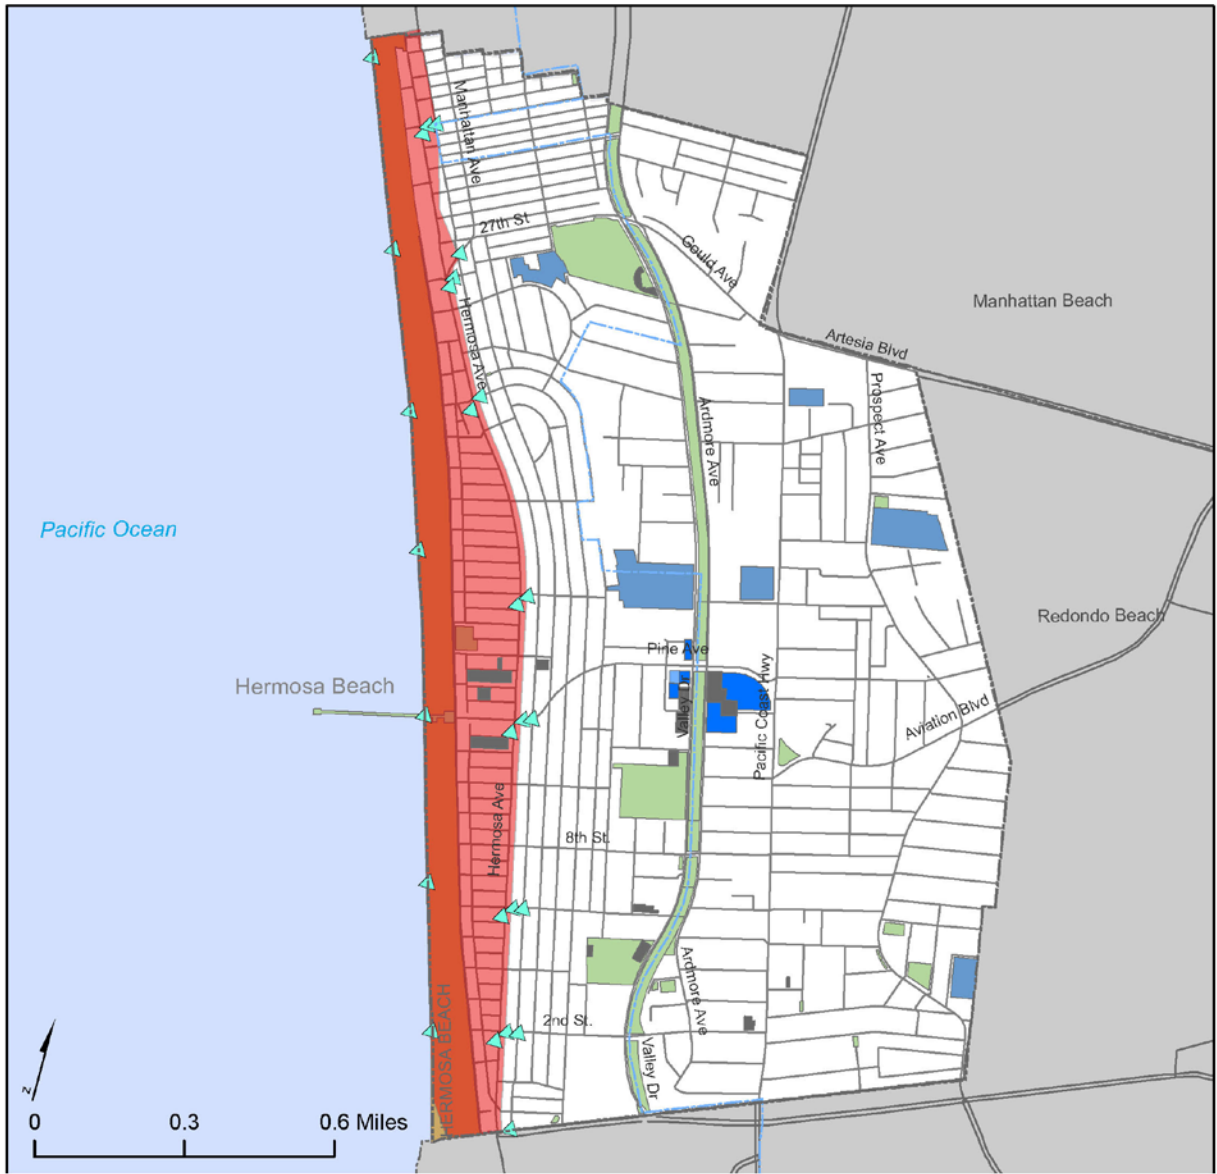 Manhattan Ave
27th St
Gould Ave
Manhattan Beach
Artesia Blvd
Hermosa Ave
Prospect Ave
Ardmore Ave
Pacific Ocean
Redondo Beach
Pine Ave
Hermosa Beach
Valley Dr
Pacific Coast Hwy
Aviation Blvd
Hermosa Ave
8th St.
Ardmore Ave
HERMOSA BEACH
2nd St.
Valley Dr
N
0 0.3 0.6 Miles